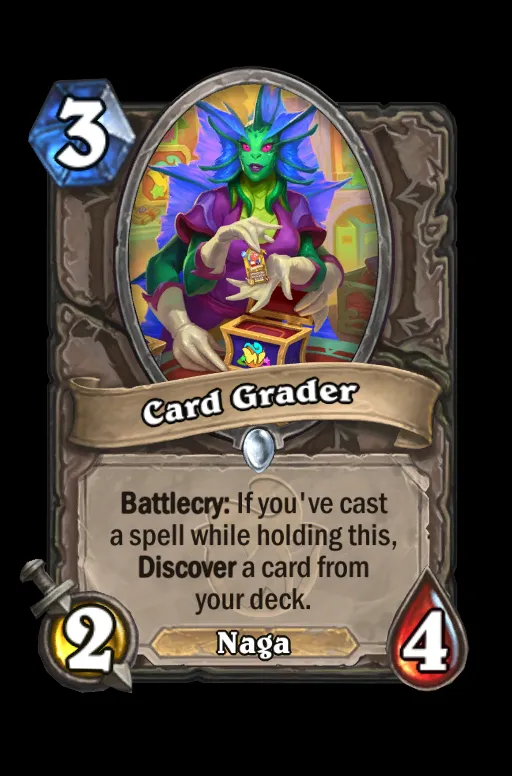 3
Card Grader
Battlecry: If you've cast
a spell while holding this,
Discover a card from
your deck.
2
Naga
4